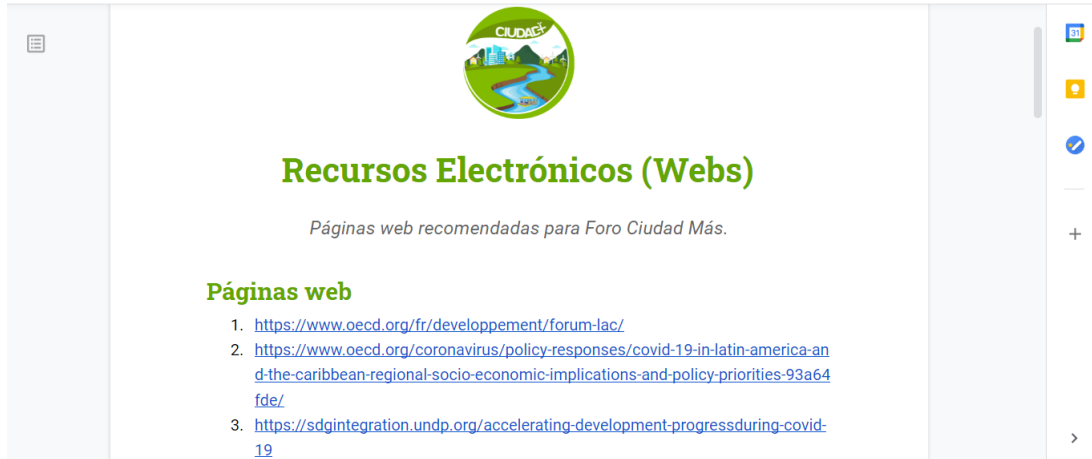 CIUDAD+
Recursos Electrónicos (Webs)
Páginas web recomendadas para Foro Ciudad Más.
Páginas web
1. https://www.oecd.org/fr/developpement/forum-lac/
2. https://www.oecd.org/coronavirus/policy-responses/covid-19-in-latin-america-an
d-the-caribbean-regional-socio-economic-implications-and-policy-priorities-93a64
fde/
3. https://sdgintegration.undp.org/accelerating-development-progressduring-covid-
19
31